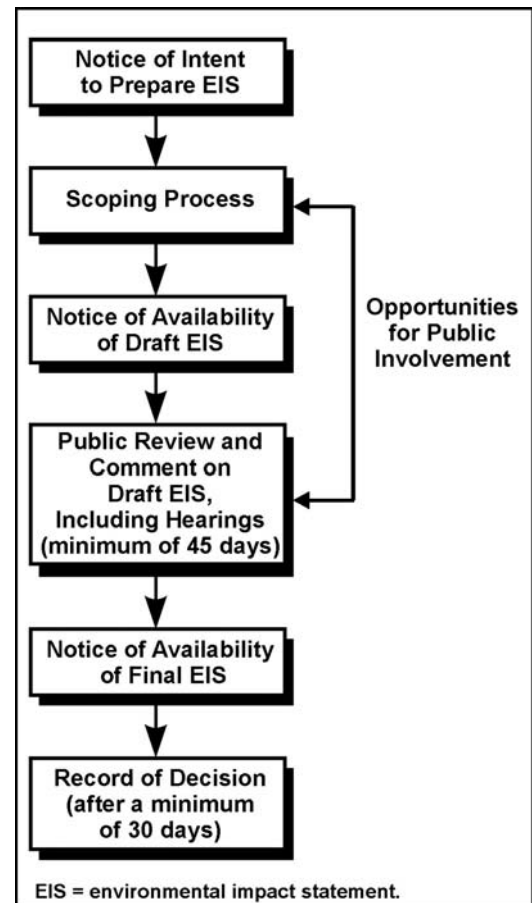 Notice of Intent
to Prepare EIS
Scoping Process
Opportunities
for Public
Involvement
Notice of Availability
of Draft EIS
Public Review and
Comment on
Draft EIS,
Including Hearings
(minimum of 45 days)
Notice of Availability
of Final EIS
Record of Decision
(after a minimum
of 30 days)
EIS = environmental impact statement.